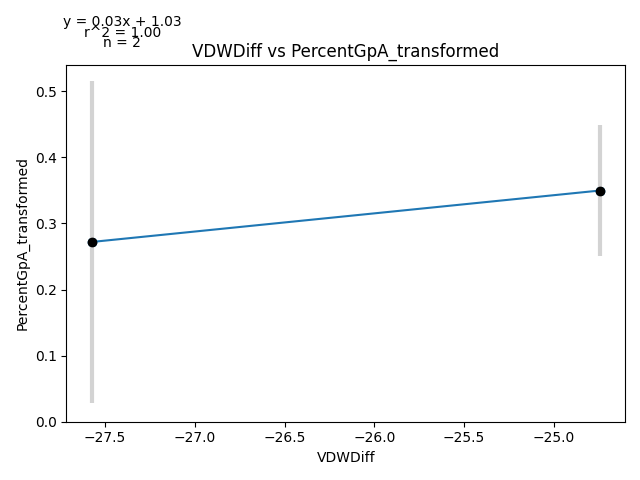 y = 0.03x + 1.03
r^2 = 1.00
n = 2
VDWDiff vs PercentGpA_transformed
PercentGpA_transformed
0.5
0.4
0.3
0.2
0.1
0.0
−27.5 −27.0 −26.5 −26.0 −25.5 −25.0
VDWDiff